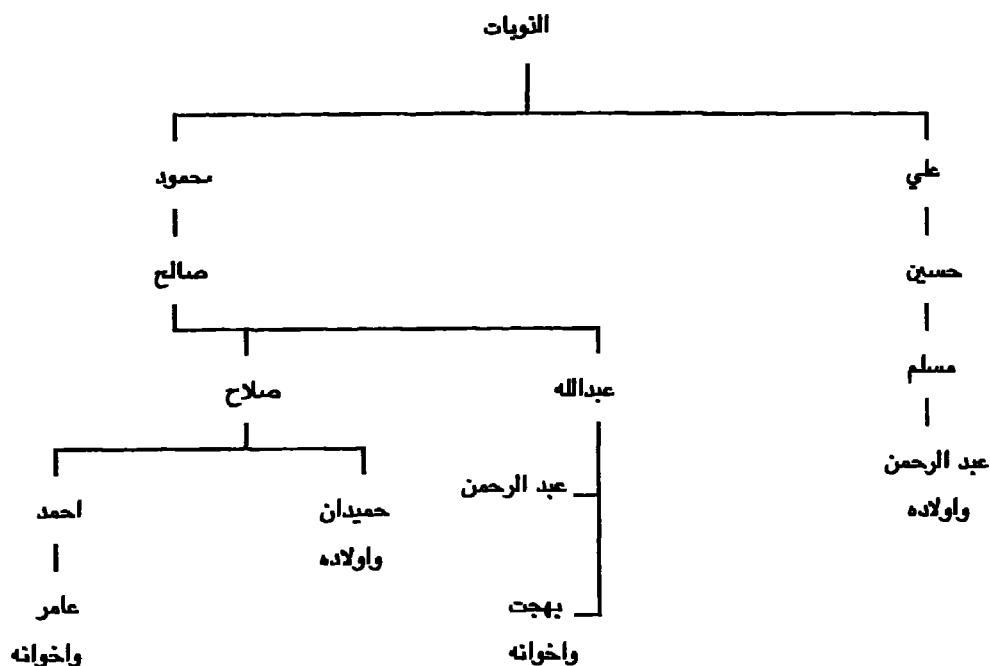 الذويات
علي
محمود
حسين
صالح
مسلم
عبدالله
صلاح
عبد الرحمن
واولاده
عبد الرحمن
حميدان
واولاده
احمد
بهجت
واخوانه
عامر
واخوانه